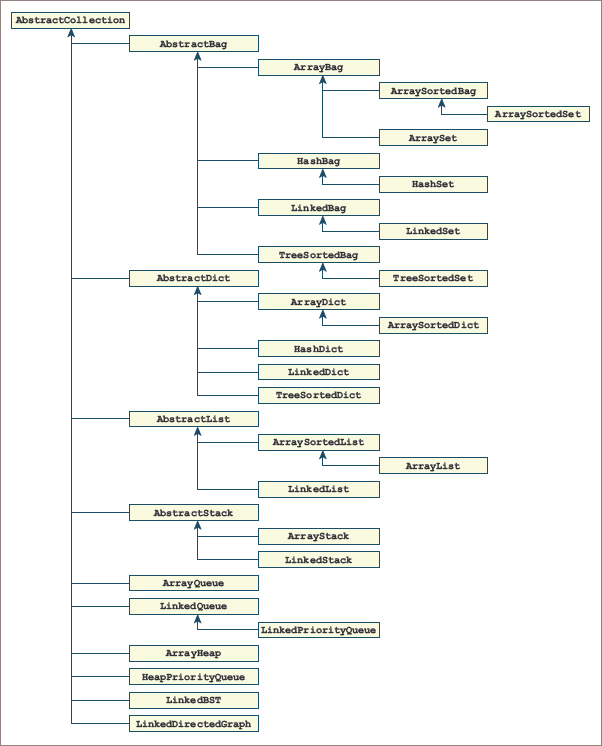 AbstractCollection
AbstractBag
ArrayBag
ArraySortedBag
ArraySortedSet
ArraySet
HashBag
HashSet
LinkedBag
LinkedSet
TreeSortedBag
TreeSortedSet
AbstractDict
ArrayDict
ArraySortedDict
HashDict
LinkedDict
TreeSortedDict
AbstractList
ArraySortedList
ArrayList
LinkedList
AbstractStack
ArrayStack
LinkedStack
ArrayQueue
LinkedQueue
LinkedPriorityQueue
ArrayHeap
HeapPriorityQueue
LinkedBST
LinkedDirectedGraph